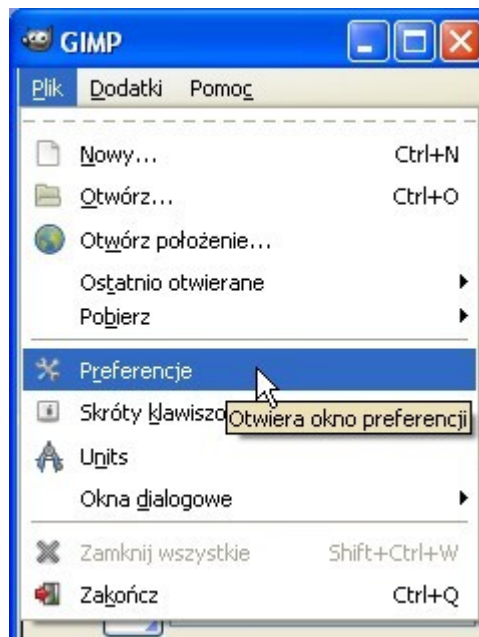 GIMP
Plik Dodatki Pomoc
Nowy... Ctrl+N
Otwórz... Ctrl+O
Otwórz położenie...
Ostatnio otwierane
Pobierz
Preferencje
Skróty klawiszo
Otwiera okno preferencji
Units
Okna dialogowe
Zamknij wszystkie Shift+Ctrl+W
Zakończ Ctrl+Q